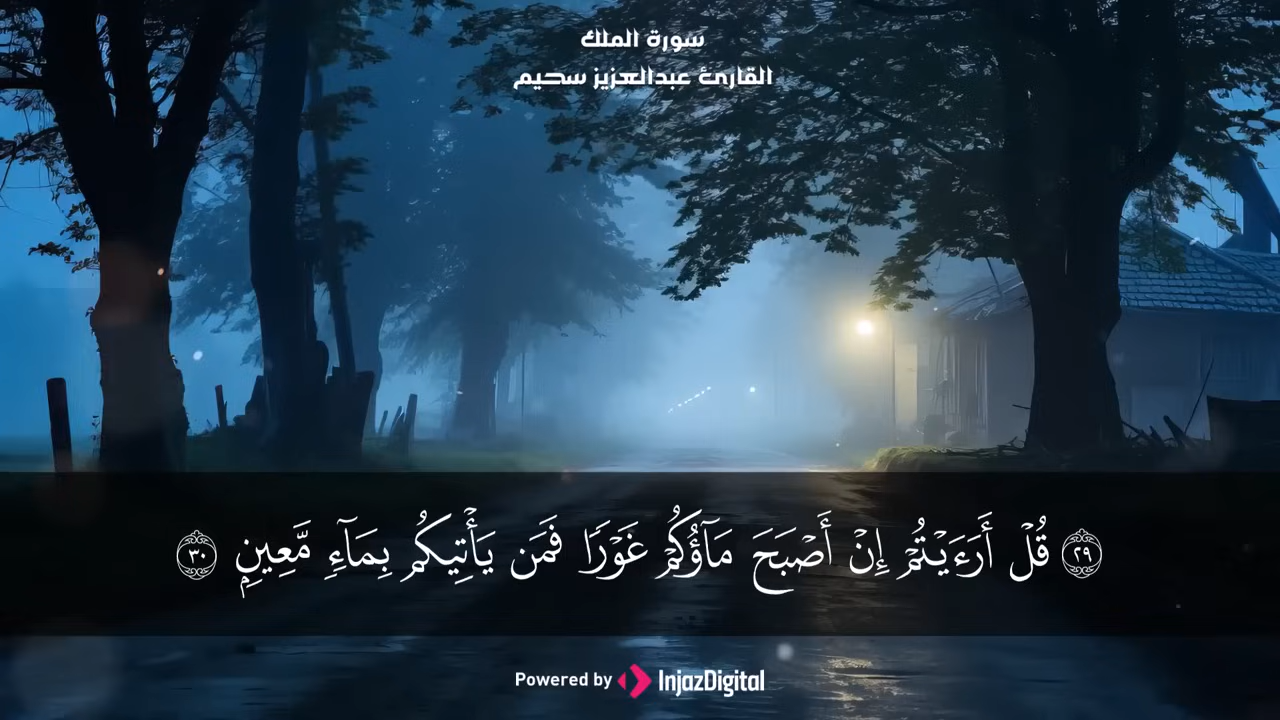 سورة الملك
القارئ عبدالعزيز سحيم
٢٩ قُلْ أَرَءَيْتُمْ إِنْ أَصْبَحَ مَآؤُكُمْ غَوْرًا فَمَن يَأْتِيكُم بِمَآءٍ مَّعِينٍۭ ٣٠
Powered by InjazDigital